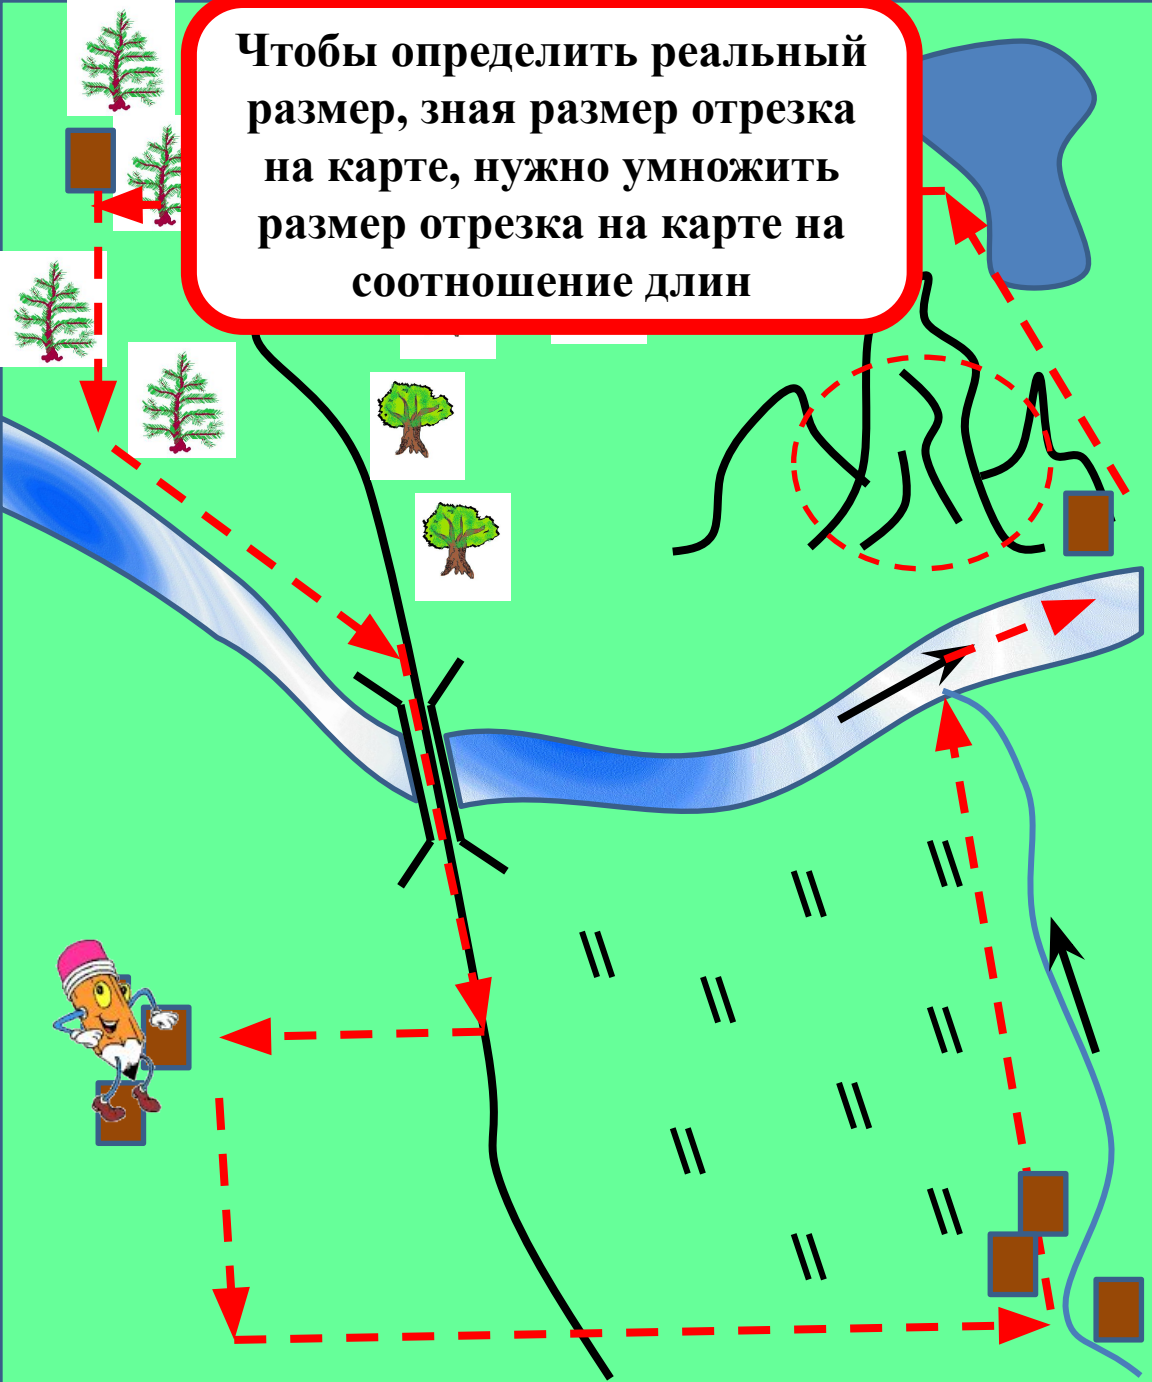 Чтобы определить реальный
размер, зная размер отрезка
на карте, нужно умножить
размер отрезка на карте на
соотношение длин